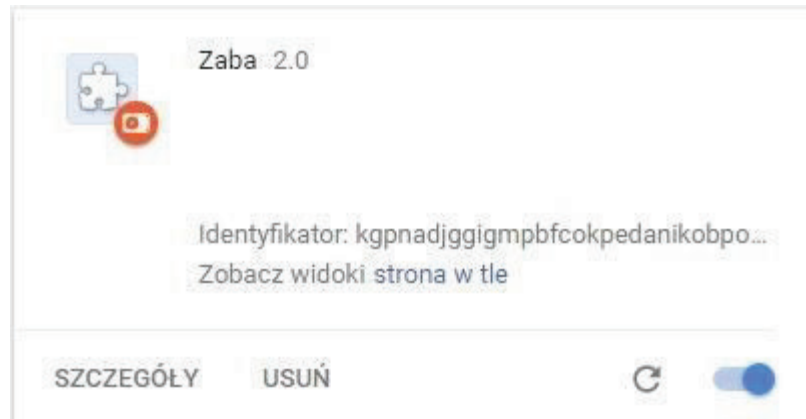 Zaba 2.0
Identyfikator: kgpnadjggigmpbfcokpedanikobpo...
Zobacz widoki strona w tle
SZCZEGÓŁY USUŃ